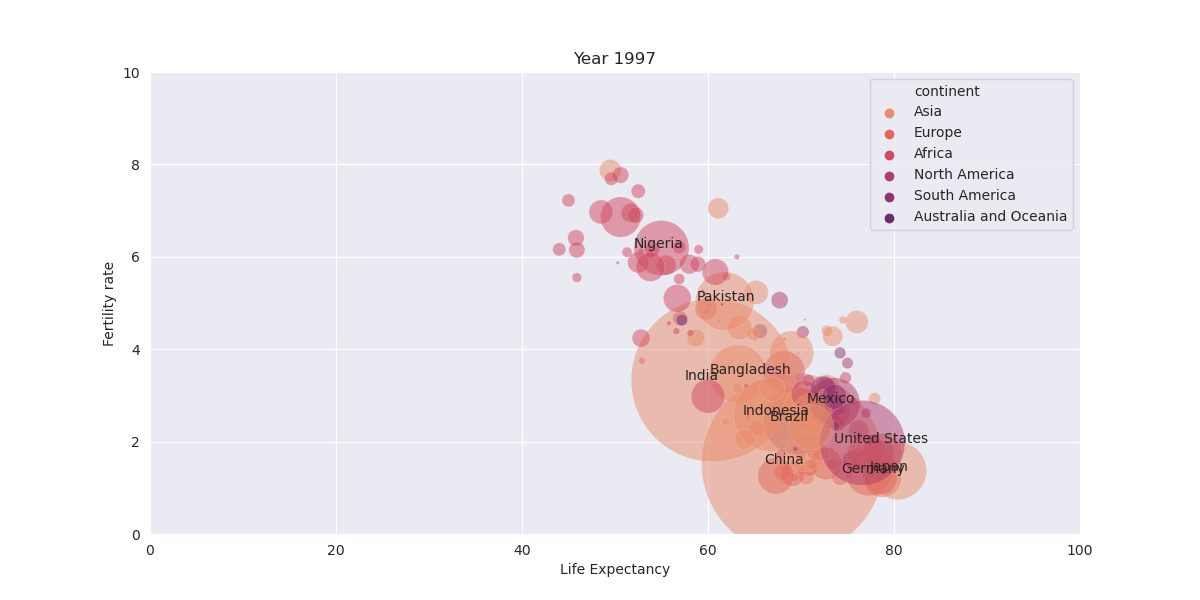 Year 1997
10
8
6
4
2
0
Fertility rate
continent
Asia
Europe
Africa
North America
South America
Australia and Oceania
Nigeria
Pakistan
Bangladesh
India
Mexico
Indonesia
Brazil
United States
China
Japan
Germany
0 20 40 60 80 100
Life Expectancy